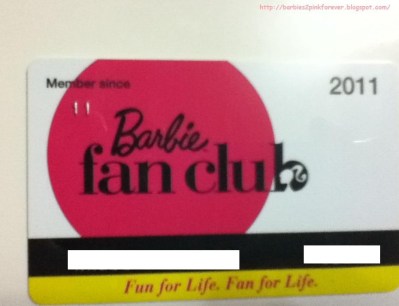 http://barbies2pinkforever.blogspot.com/
Member since 2011
Barbie
fan club
Fun for Life. Fan for Life.